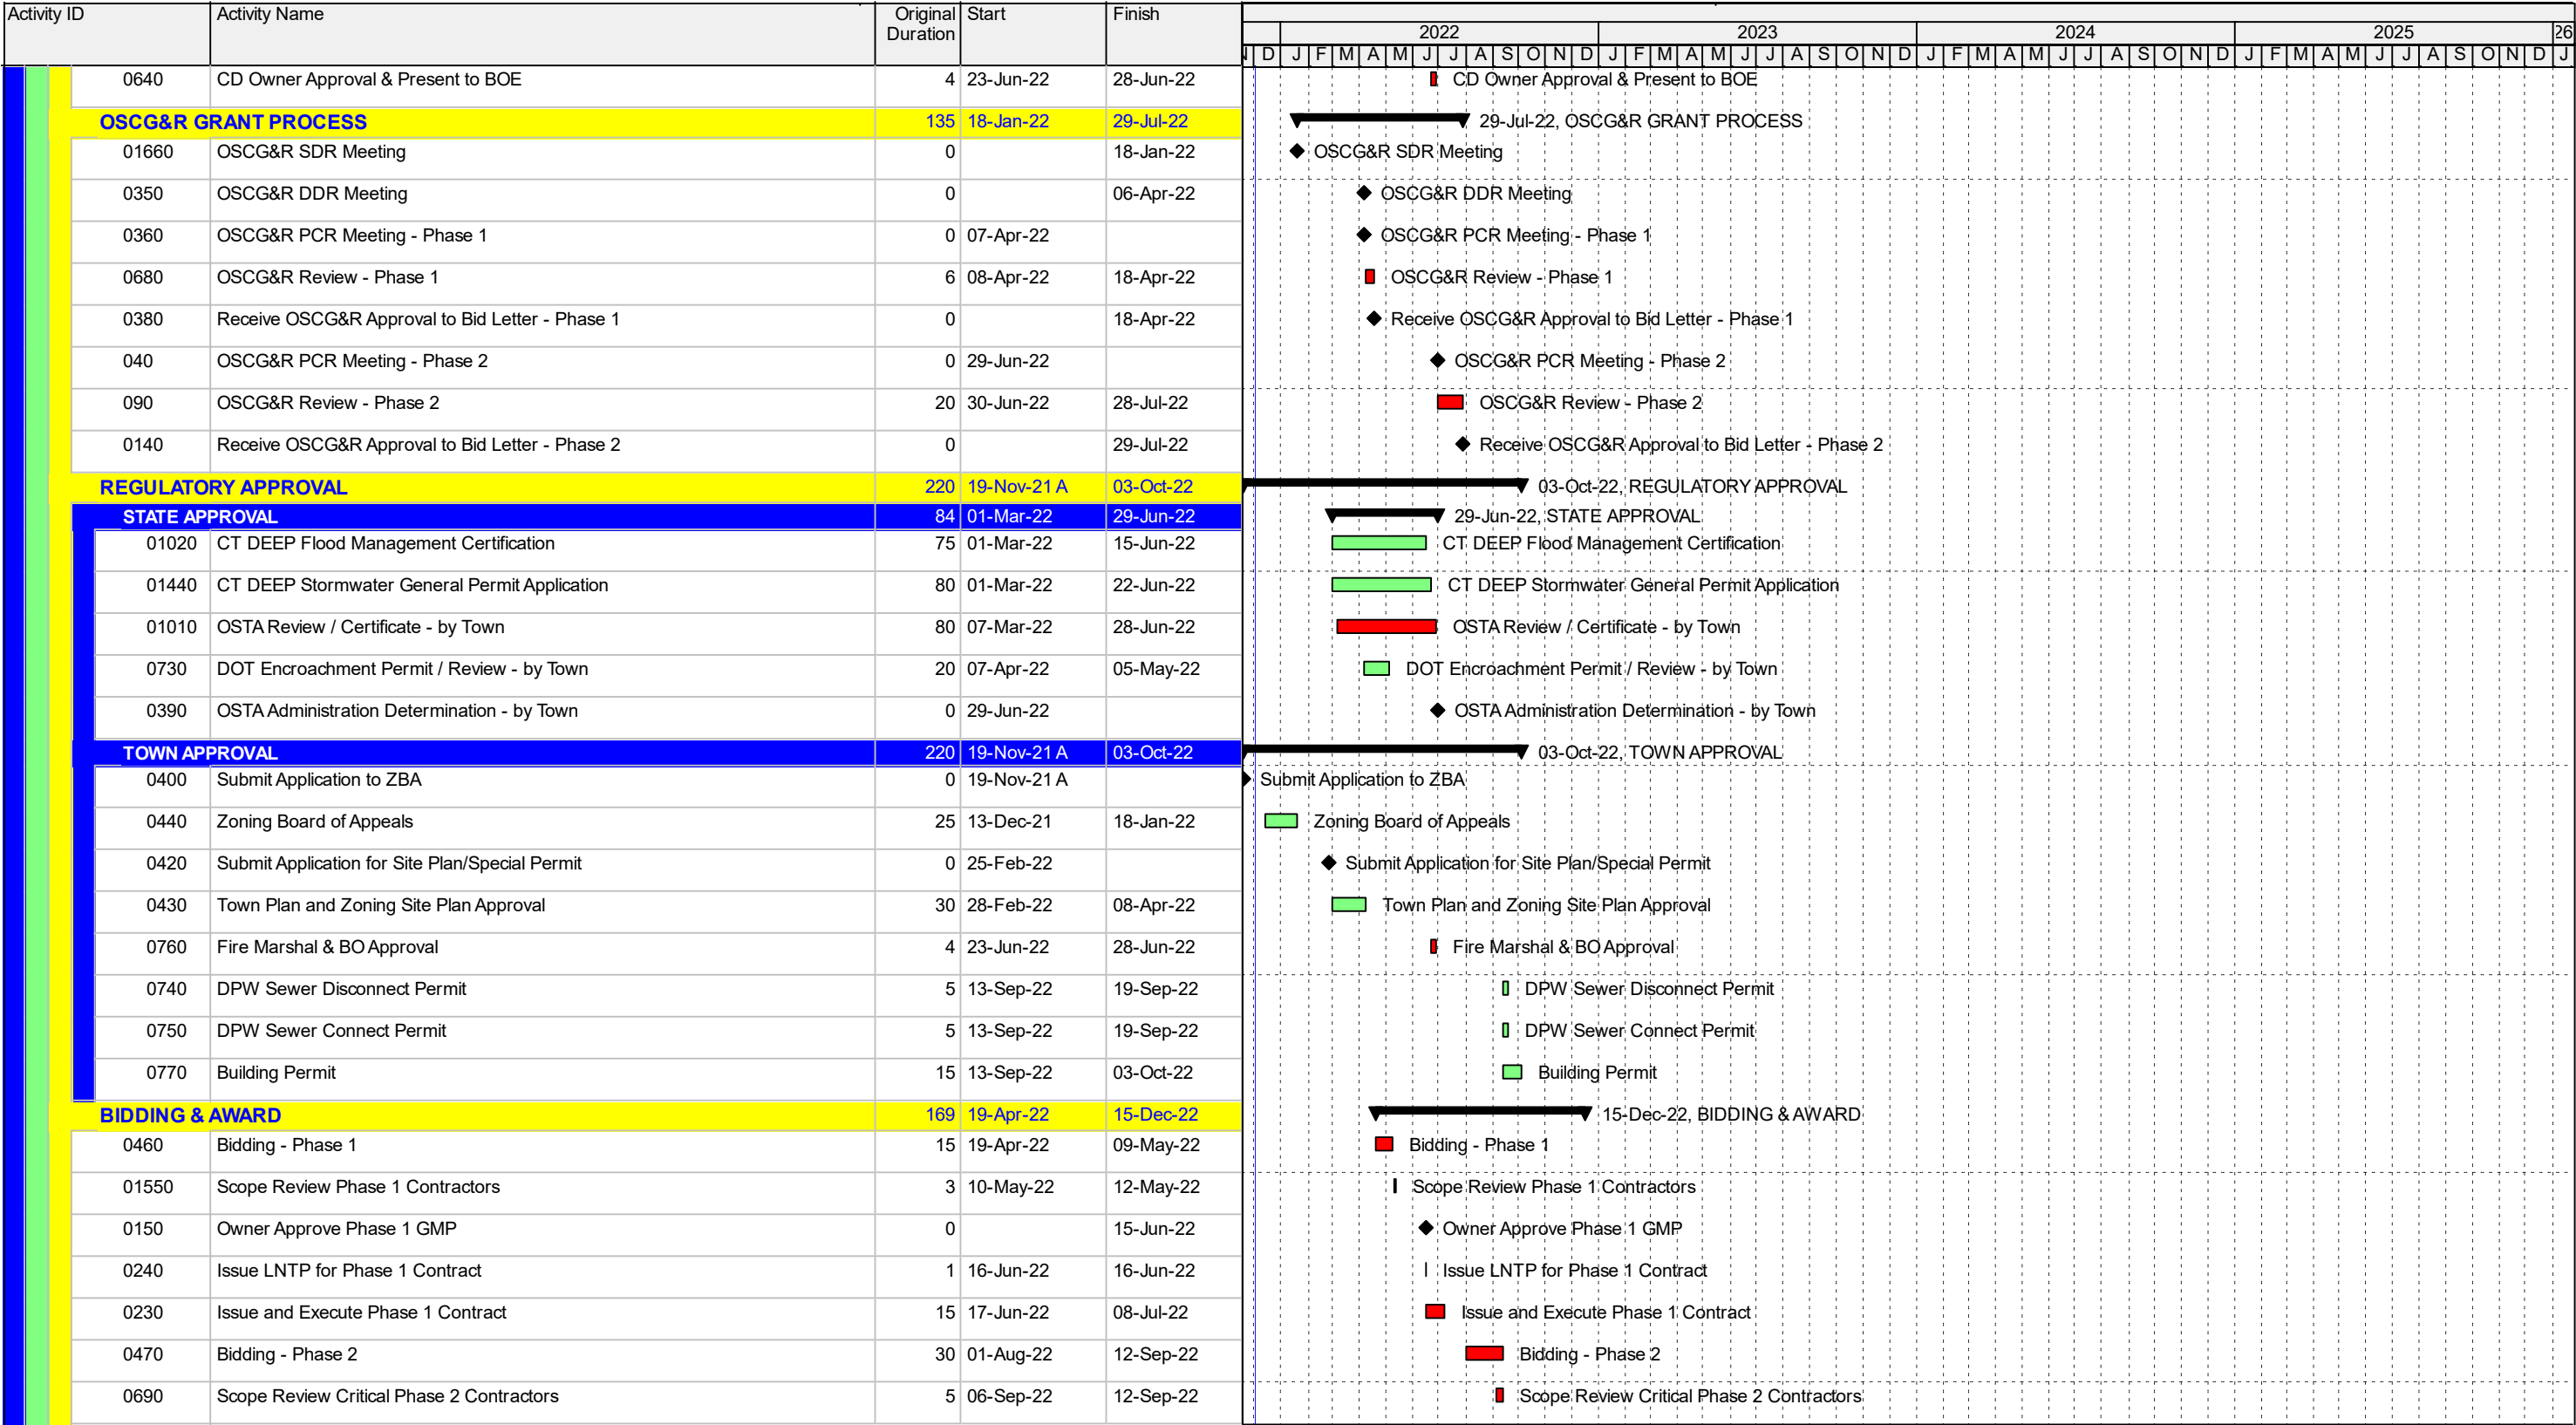 Activity ID Activity Name Original Duration Start Finish
2022 2023 2024 2025 26
N D J F M A M J J A S O N D J F M A M J J A S O N D J F M A M J J A S O N D J F M A M J J A S O N D J
0640 CD Owner Approval & Present to BOE 4 23-Jun-22 28-Jun-22 CD Owner Approval & Present to BOE
OSCG&R GRANT PROCESS 135 18-Jan-22 29-Jul-22 29-Jul-22, OSCG&R GRANT PROCESS
01660 OSCG&R SDR Meeting 0 18-Jan-22 OSCG&R SDR Meeting
0350 OSCG&R DDR Meeting 0 06-Apr-22 OSCG&R DDR Meeting
0360 OSCG&R PCR Meeting - Phase 1 0 07-Apr-22 OSCG&R PCR Meeting - Phase 1
0680 OSCG&R Review - Phase 1 6 08-Apr-22 18-Apr-22 OSCG&R Review - Phase 1
0380 Receive OSCG&R Approval to Bid Letter - Phase 1 0 18-Apr-22 Receive OSCG&R Approval to Bid Letter - Phase 1
040 OSCG&R PCR Meeting - Phase 2 0 29-Jun-22 OSCG&R PCR Meeting - Phase 2
090 OSCG&R Review - Phase 2 20 30-Jun-22 28-Jul-22 OSCG&R Review - Phase 2
0140 Receive OSCG&R Approval to Bid Letter - Phase 2 0 29-Jul-22 Receive OSCG&R Approval to Bid Letter - Phase 2
REGULATORY APPROVAL 220 19-Nov-21 A 03-Oct-22 03-Oct-22, REGULATORY APPROVAL
STATE APPROVAL 84 01-Mar-22 29-Jun-22 29-Jun-22, STATE APPROVAL
01020 CT DEEP Flood Management Certification 75 01-Mar-22 15-Jun-22 CT DEEP Flood Management Certification
01440 CT DEEP Stormwater General Permit Application 80 01-Mar-22 22-Jun-22 CT DEEP Stormwater General Permit Application
01010 OSTA Review / Certificate - by Town 80 07-Mar-22 28-Jun-22 OSTA Review / Certificate - by Town
0730 DOT Encroachment Permit / Review - by Town 20 07-Apr-22 05-May-22 DOT Encroachment Permit / Review - by Town
0390 OSTA Administration Determination - by Town 0 29-Jun-22 OSTA Administration Determination - by Town
TOWN APPROVAL 220 19-Nov-21 A 03-Oct-22 03-Oct-22, TOWN APPROVAL
0400 Submit Application to ZBA 0 19-Nov-21 A Submit Application to ZBA
0440 Zoning Board of Appeals 25 13-Dec-21 18-Jan-22 Zoning Board of Appeals
0420 Submit Application for Site Plan/Special Permit 0 25-Feb-22 Submit Application for Site Plan/Special Permit
0430 Town Plan and Zoning Site Plan Approval 30 28-Feb-22 08-Apr-22 Town Plan and Zoning Site Plan Approval
0760 Fire Marshal & BO Approval 4 23-Jun-22 28-Jun-22 Fire Marshal & BO Approval
0740 DPW Sewer Disconnect Permit 5 13-Sep-22 19-Sep-22 DPW Sewer Disconnect Permit
0750 DPW Sewer Connect Permit 5 13-Sep-22 19-Sep-22 DPW Sewer Connect Permit
0770 Building Permit 15 13-Sep-22 03-Oct-22 Building Permit
BIDDING & AWARD 169 19-Apr-22 15-Dec-22 15-Dec-22, BIDDING & AWARD
0460 Bidding - Phase 1 15 19-Apr-22 09-May-22 Bidding - Phase 1
01550 Scope Review Phase 1 Contractors 3 10-May-22 12-May-22 Scope Review Phase 1 Contractors
0150 Owner Approve Phase 1 GMP 0 15-Jun-22 Owner Approve Phase 1 GMP
0240 Issue LNTP for Phase 1 Contract 1 16-Jun-22 16-Jun-22 Issue LNTP for Phase 1 Contract
0230 Issue and Execute Phase 1 Contract 15 17-Jun-22 08-Jul-22 Issue and Execute Phase 1 Contract
0470 Bidding - Phase 2 30 01-Aug-22 12-Sep-22 Bidding - Phase 2
0690 Scope Review Critical Phase 2 Contractors 5 06-Sep-22 12-Sep-22 Scope Review Critical Phase 2 Contractors